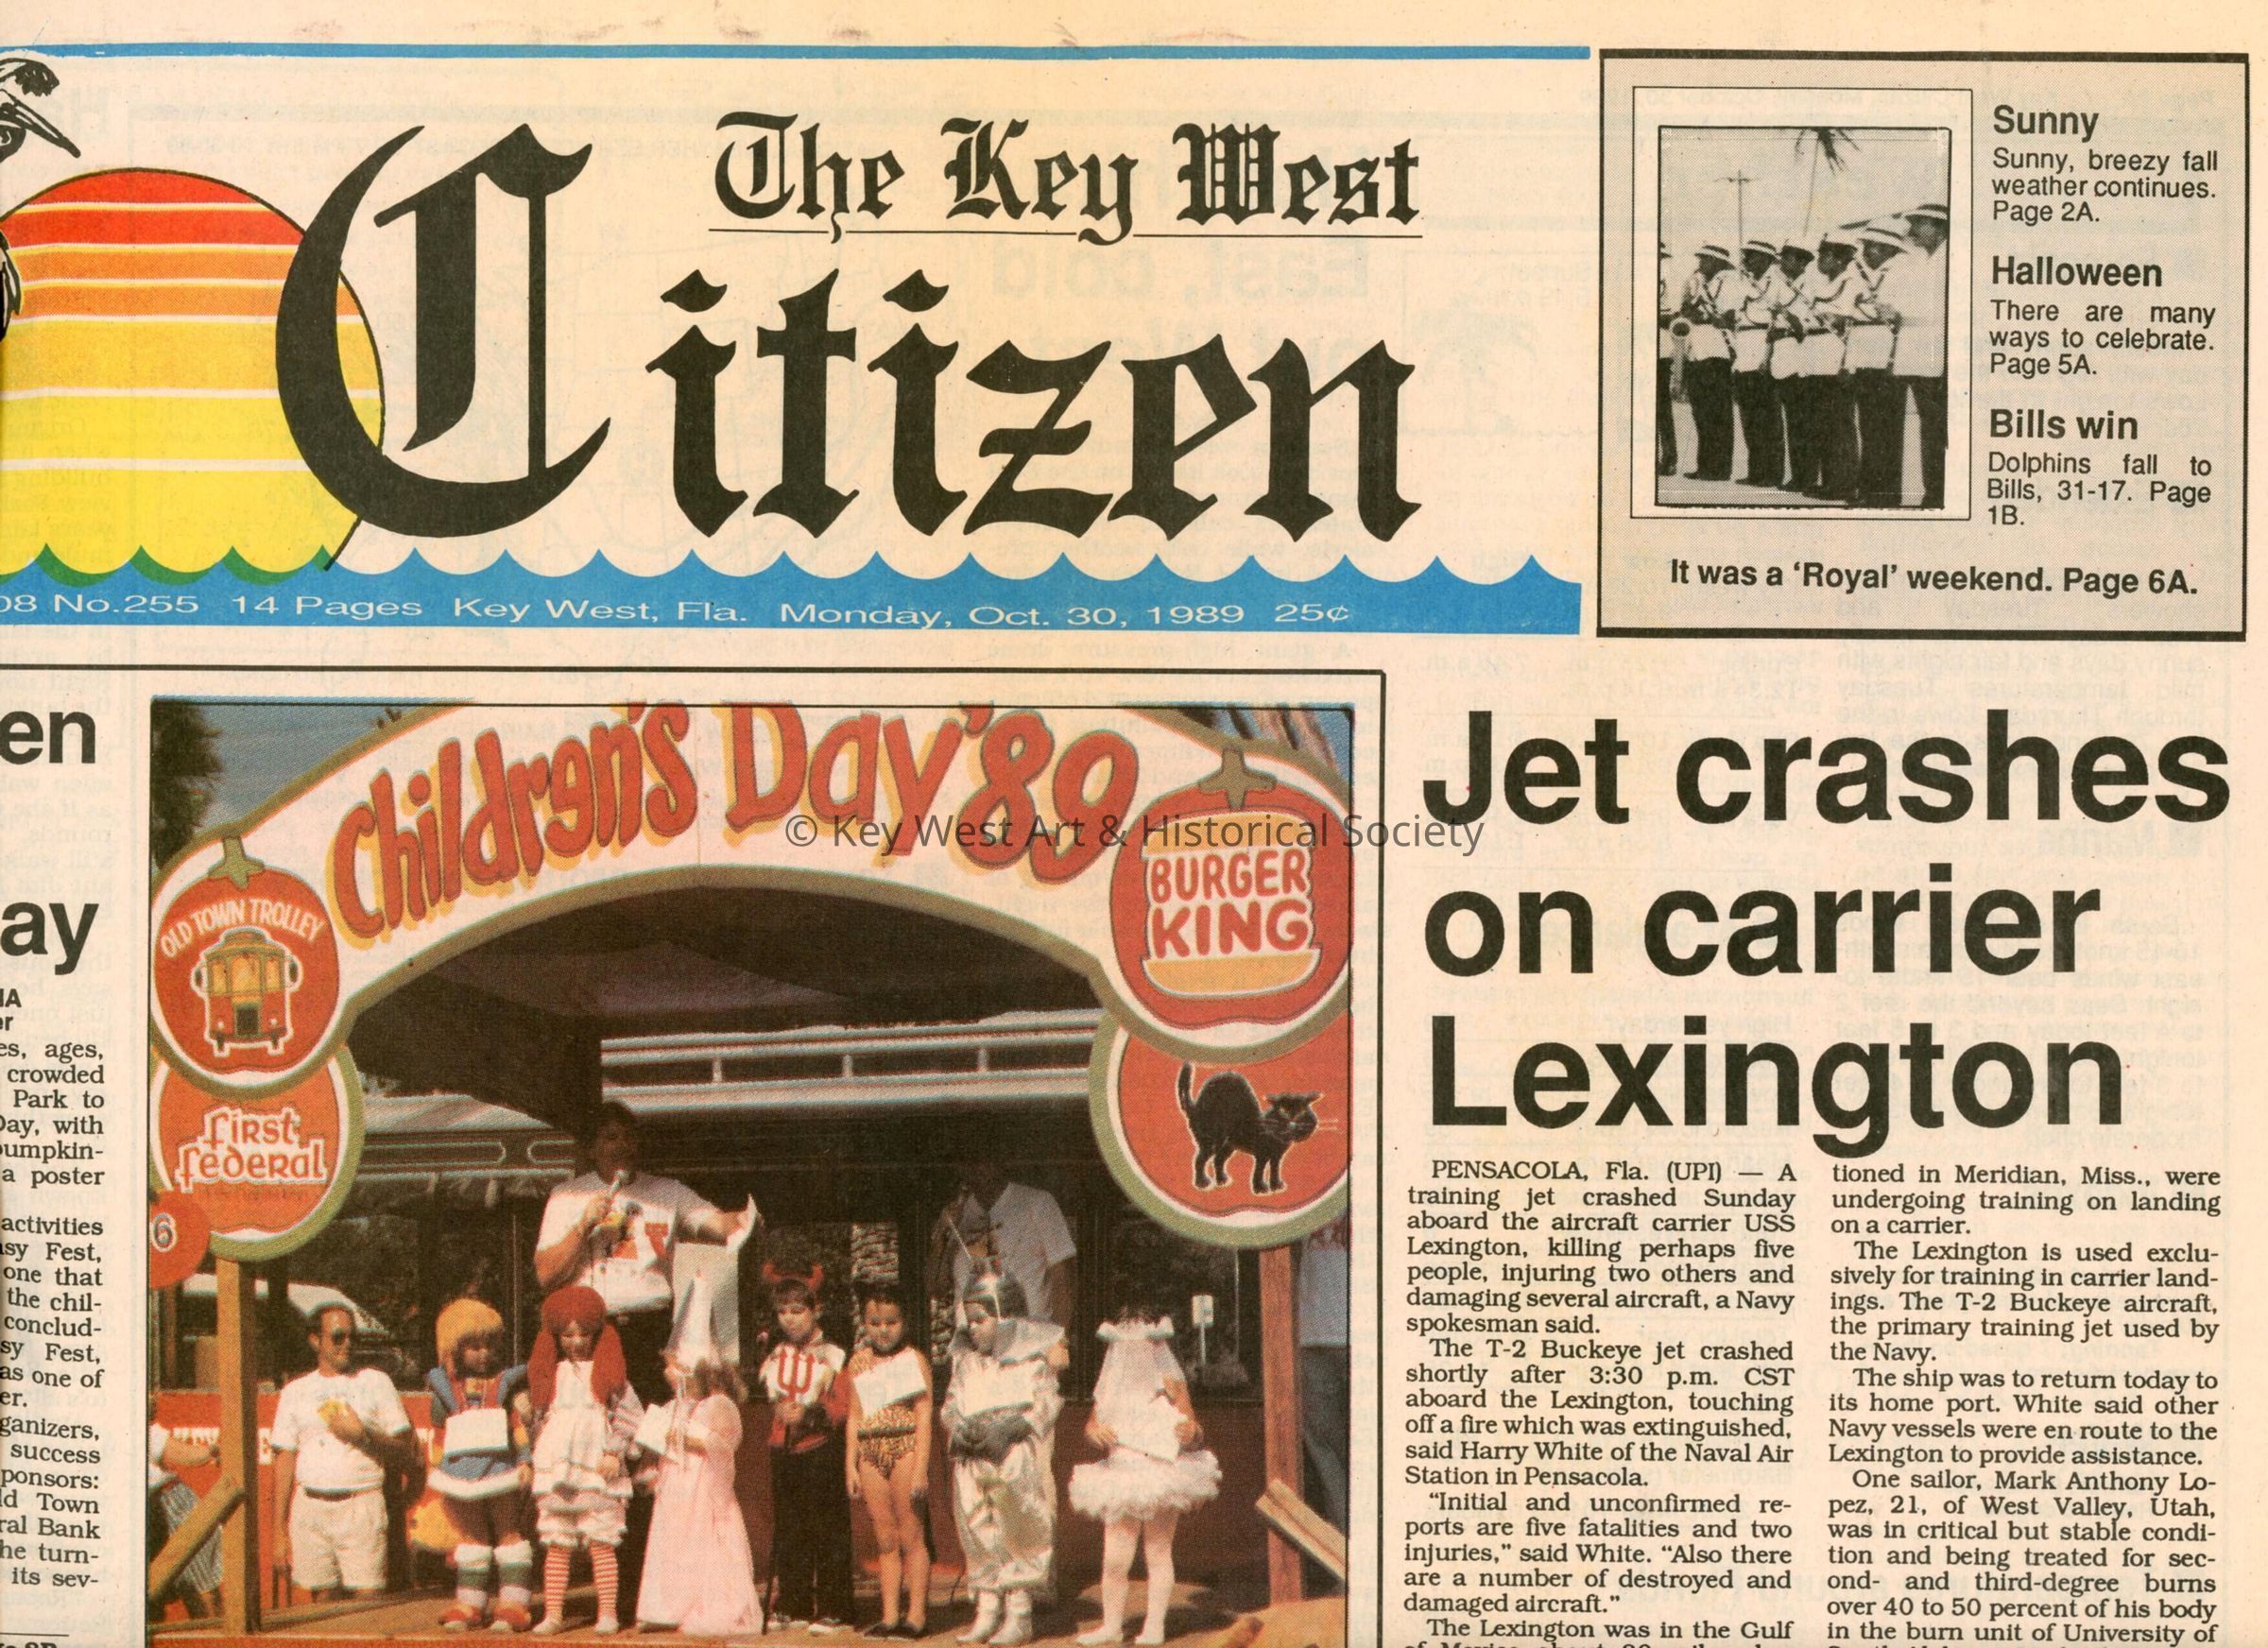 The Key West
Citizen
08 No.255 14 Pages Key West, Fla. Monday, Oct. 30, 1989 25¢
Sunny
Sunny, breezy fall
weather continues.
Page 2A.
Halloween
There are many
ways to celebrate.
Page 5A.
Bills win
Dolphins fall to
Bills, 31-17. Page
1B.
It was a ‘Royal’ weekend. Page 6A.
en
ay
IA
er
es, ages,
crowded
Park to
Day, with
pumpkin-
a poster
activities
sy Fest,
one that
the chil-
conclud-
sy Fest,
as one of
er.
ganizers,
success
ponsors:
ld Town
ral Bank
he turn-
its sev-
Children's Day '89
OLD TOWN TROLLEY
BURGER
KING
first
federal
6
© Key West Art & Historical Society
Jet crashes
on carrier
Lexington
PENSACOLA, Fla. (UPI) — A
training jet crashed Sunday
aboard the aircraft carrier USS
Lexington, killing perhaps five
people, injuring two others and
damaging several aircraft, a Navy
spokesman said.
The T-2 Buckeye jet crashed
shortly after 3:30 p.m. CST
aboard the Lexington, touching
off a fire which was extinguished,
said Harry White of the Naval Air
Station in Pensacola.
“Initial and unconfirmed re-
ports are five fatalities and two
injuries,” said White. “Also there
are a number of destroyed and
damaged aircraft.”
The Lexington was in the Gulf
tioned in Meridian, Miss., were
undergoing training on landing
on a carrier.
The Lexington is used exclu-
sively for training in carrier land-
ings. The T-2 Buckeye aircraft,
the primary training jet used by
the Navy.
The ship was to return today to
its home port. White said other
Navy vessels were en route to the
Lexington to provide assistance.
One sailor, Mark Anthony Lo-
pez, 21, of West Valley, Utah,
was in critical but stable condi-
tion and being treated for sec-
ond- and third-degree burns
over 40 to 50 percent of his body
in the burn unit of University of